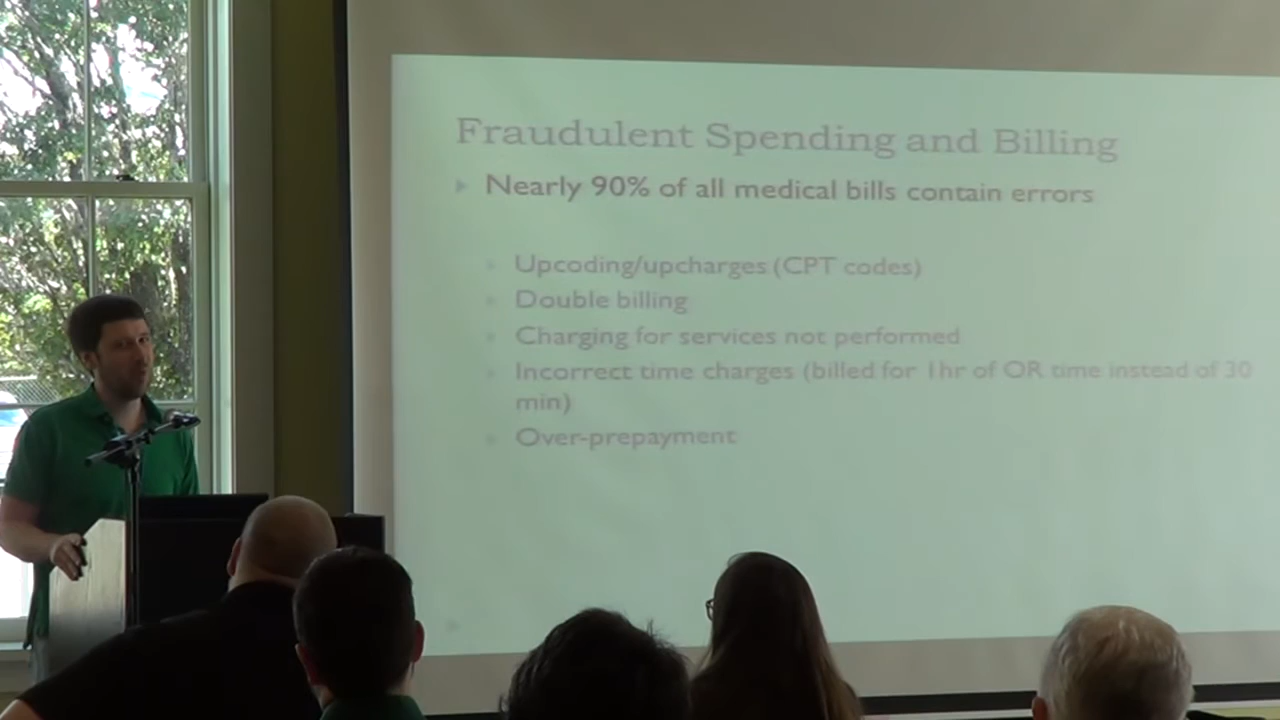 Fraudulent Spending and Billing
Nearly 90% of all medical bills contain errors
Upcoding/upcharges (CPT codes)
Double billing
Charging for services not performed
Incorrect time charges (billed for 1hr of OR time instead of 30
min)
Over-prepayment